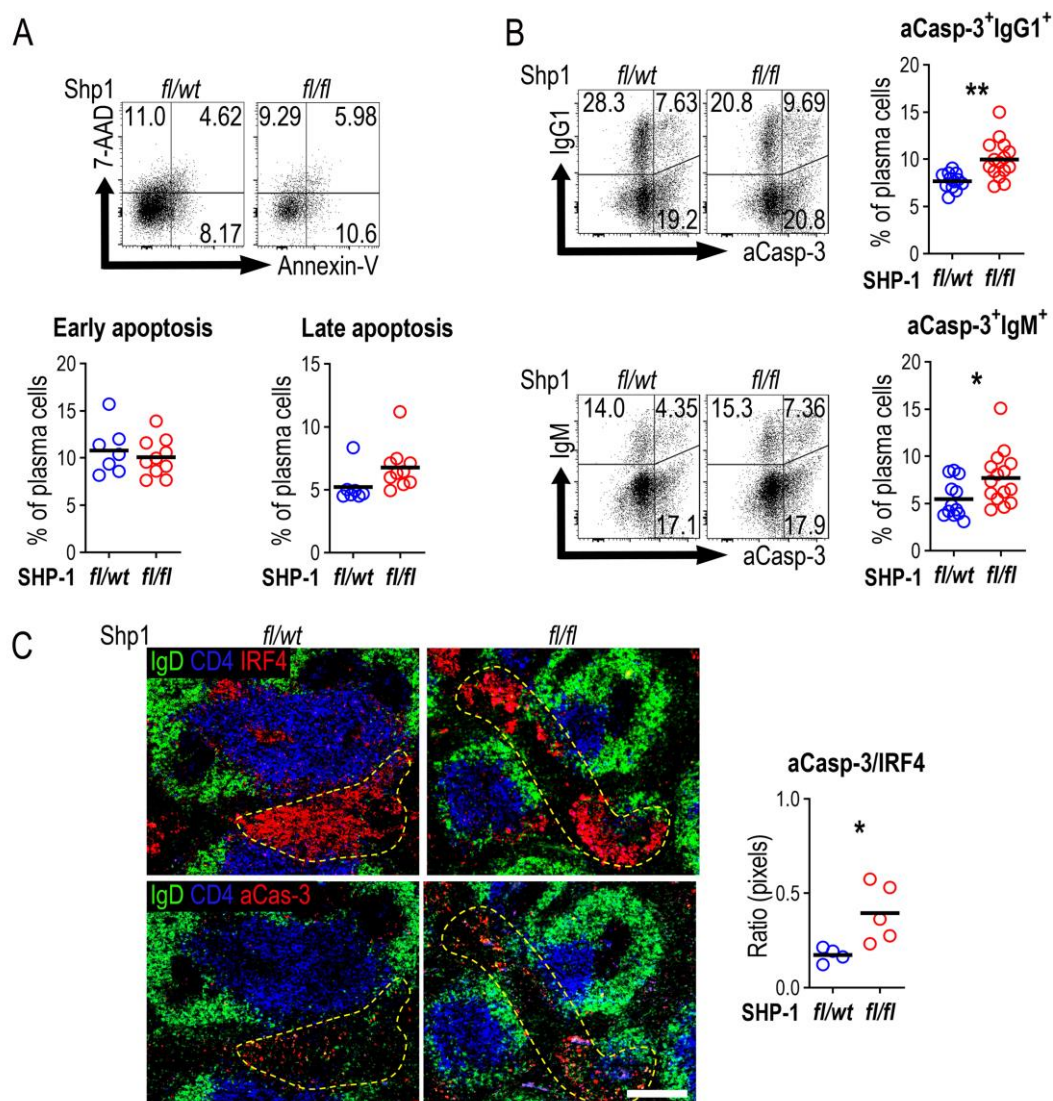 A
Shp1 fl/wt fl/fl
11.0 4.62 9.29 5.98
7-AAD
8.17 10.6
Annexin-V
Early apoptosis
20
15
10
5
0
% of plasma cells
SHP-1 fl/wt fl/fl
Late apoptosis
15
10
5
0
% of plasma cells
SHP-1 fl/wt fl/fl
B
Shp1 fl/wt fl/fl
28.3 7.63 20.8 9.69
IgG1
19.2 20.8
aCasp-3
aCasp-3+IgG1+
20
15
10
5
0
% of plasma cells
**
SHP-1 fl/wt fl/fl
Shp1 fl/wt fl/fl
14.0 4.35 15.3 7.36
IgM
17.1 17.9
aCasp-3
aCasp-3+IgM+
20
15
10
5
0
% of plasma cells
*
SHP-1 fl/wt fl/fl
C
Shp1 fl/wt fl/fl
IgD CD4 IRF4
IgD CD4 aCas-3
aCasp-3/IRF4
1.0
0.5
0.0
Ratio (pixels)
*
SHP-1 fl/wt fl/fl